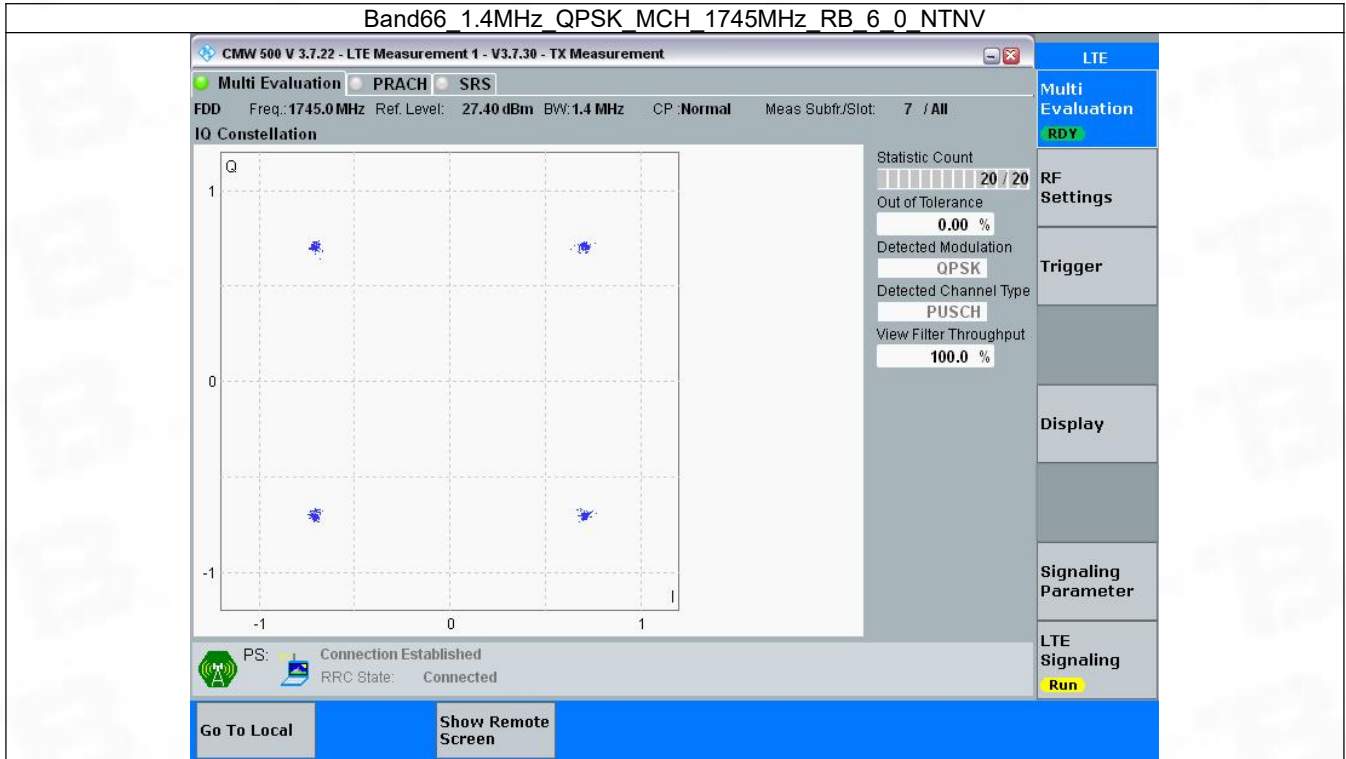 Band66_1.4MHz_QPSK_MCH_1745MHz_RB_6_0_NTNV
CMW 500 V 3.7.22 - LTE Measurement 1 - V3.7.30 - TX Measurement
LTE
Multi Evaluation PRACH SRS
Multi
Evaluation
RDY
FDD Freq.: 1745.0 MHz Ref. Level: 27.40 dBm BW: 1.4 MHz CP :Normal Meas Subfr./Slot: 7 / All
IQ Constellation
Q
1
0
-1
I
-1 0 1
Statistic Count
20 / 20
Out of Tolerance
0.00 %
Detected Modulation
QPSK
Detected Channel Type
PUSCH
View Filter Throughput
100.0 %
RF
Settings
Trigger
Display
Signaling
Parameter
LTE
Signaling
Run
PS: Connection Established
RRC State: Connected
Go To Local
Show Remote
Screen